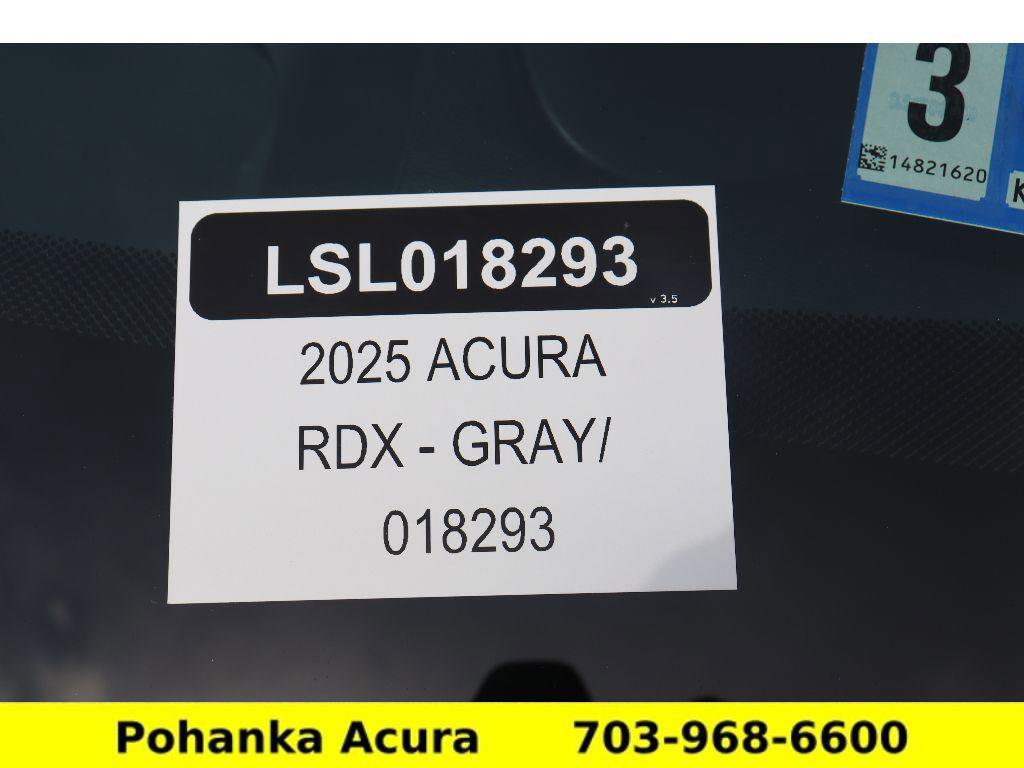 3
14821620
K
LSL018293
v 3.5
2025 ACURA
RDX - GRAY/
018293
Pohanka Acura 703-968-6600